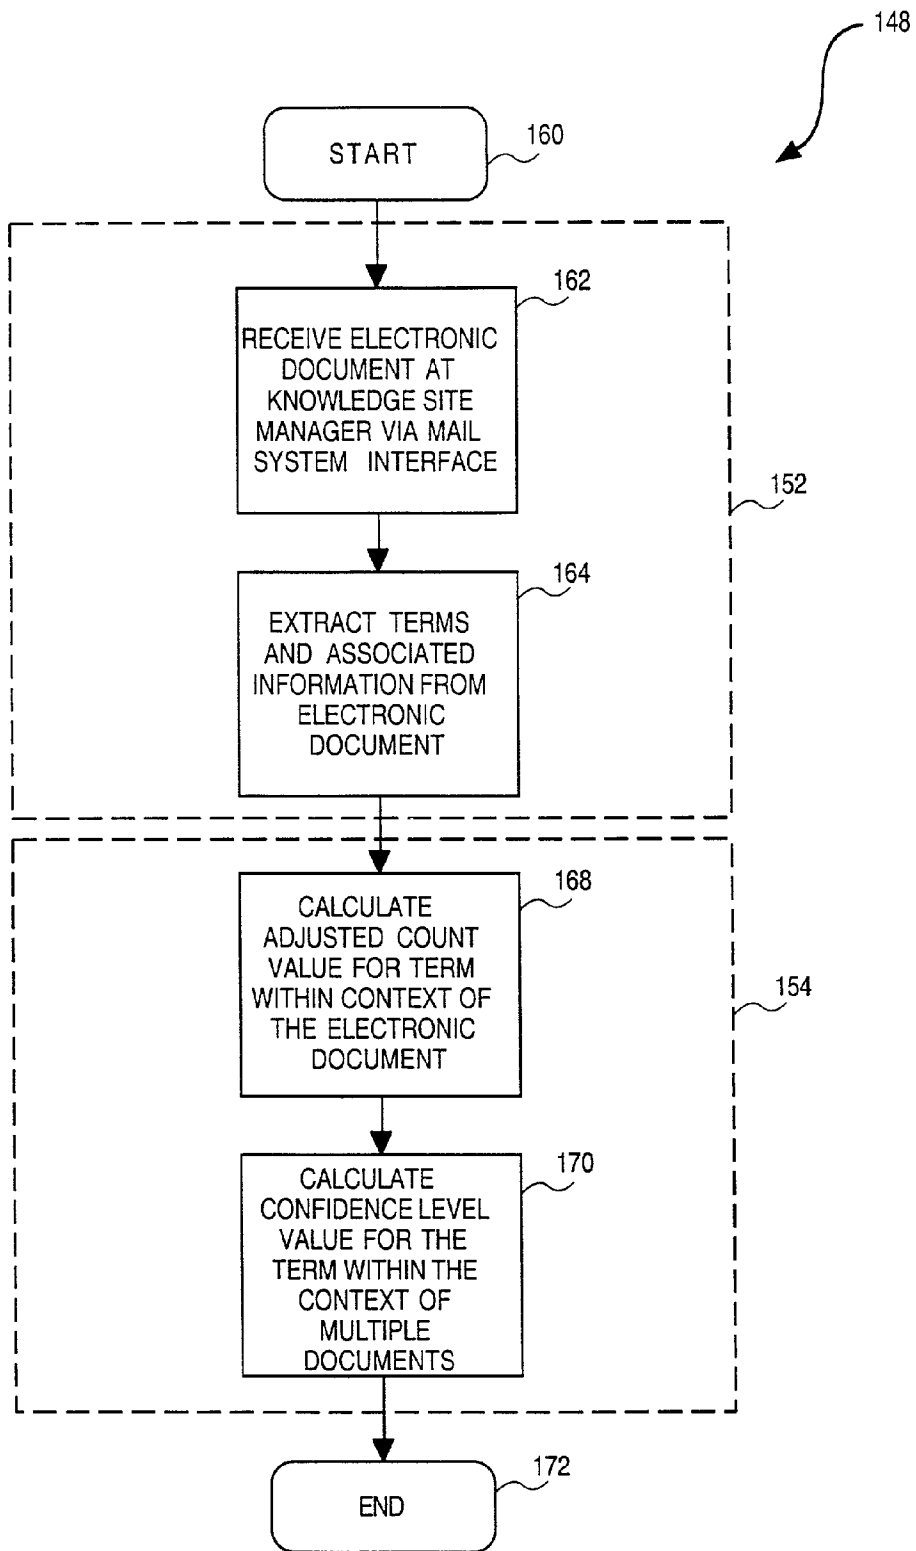 148
START
160
162
RECEIVE ELECTRONIC
DOCUMENT AT
KNOWLEDGE SITE
MANAGER VIA MAIL
SYSTEM INTERFACE
152
164
EXTRACT TERMS
AND ASSOCIATED
INFORMATION FROM
ELECTRONIC
DOCUMENT
168
CALCULATE
ADJUSTED COUNT
VALUE FOR TERM
WITHIN CONTEXT OF
THE ELECTRONIC
DOCUMENT
154
170
CALCULATE
CONFIDENCE LEVEL
VALUE FOR THE
TERM WITHIN THE
CONTEXT OF
MULTIPLE
DOCUMENTS
172
END